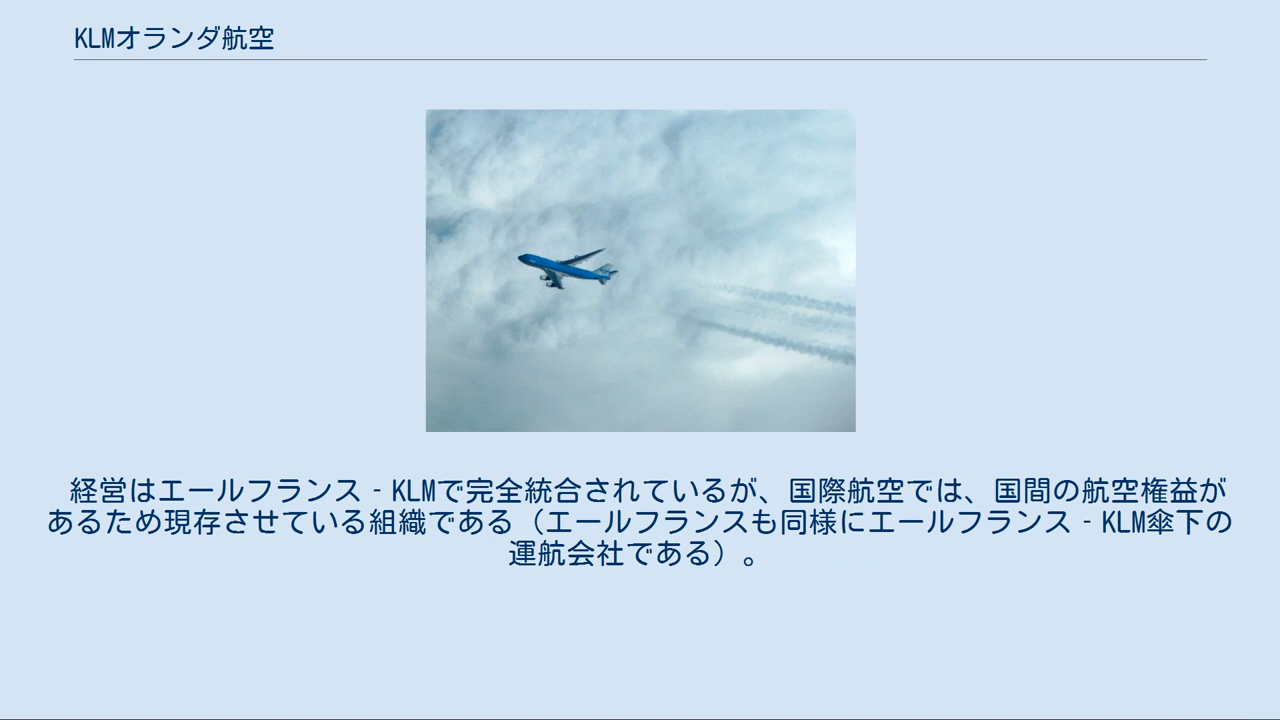 KLMオランダ航空
経営はエールフランス‐KLMで完全統合されているが、国際航空では、国間の航空権益が
あるため現存させている組織である（エールフランスも同様にエールフランス‐KLM傘下の
運航会社である）。